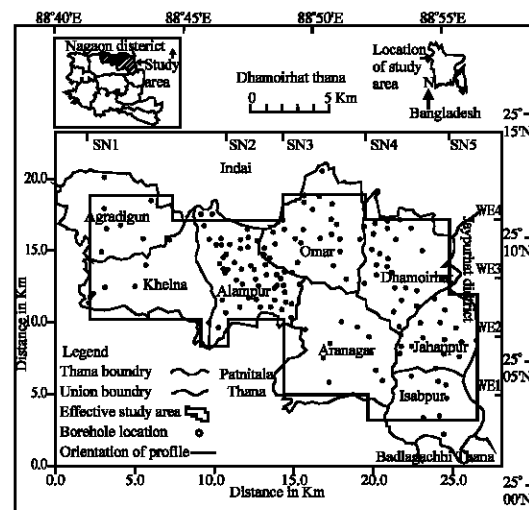 88°40'E 88°45'E 88°50'E 88°55'E
Nagaon disterict
Study
area
Dhamoirhat thana
0 5 Km
Location
of study
area
N
Bangladesh
25°
15'N
SN1 SN2 SN3 SN4 SN5
Indai
20.0
15.0
10.0
5.0
0.0
Distance in Km
Agradigun
Khelna
Alampur
Omar
Dhamoirhat
Aranagar
Jahanpur
Isabpur
WE4
WE3
WE2
WE1
Jeypurhat district
25°
10'N
25°
05'N
25°
00'N
Legend
Thana boundry
Union boundry
Effective study area
Borehole location
Orientation of profile
Patnitala
Thana
Badlagachhi Thana
0.0 5.0 10.0 15.0 20.0 25.0
Distance in Km